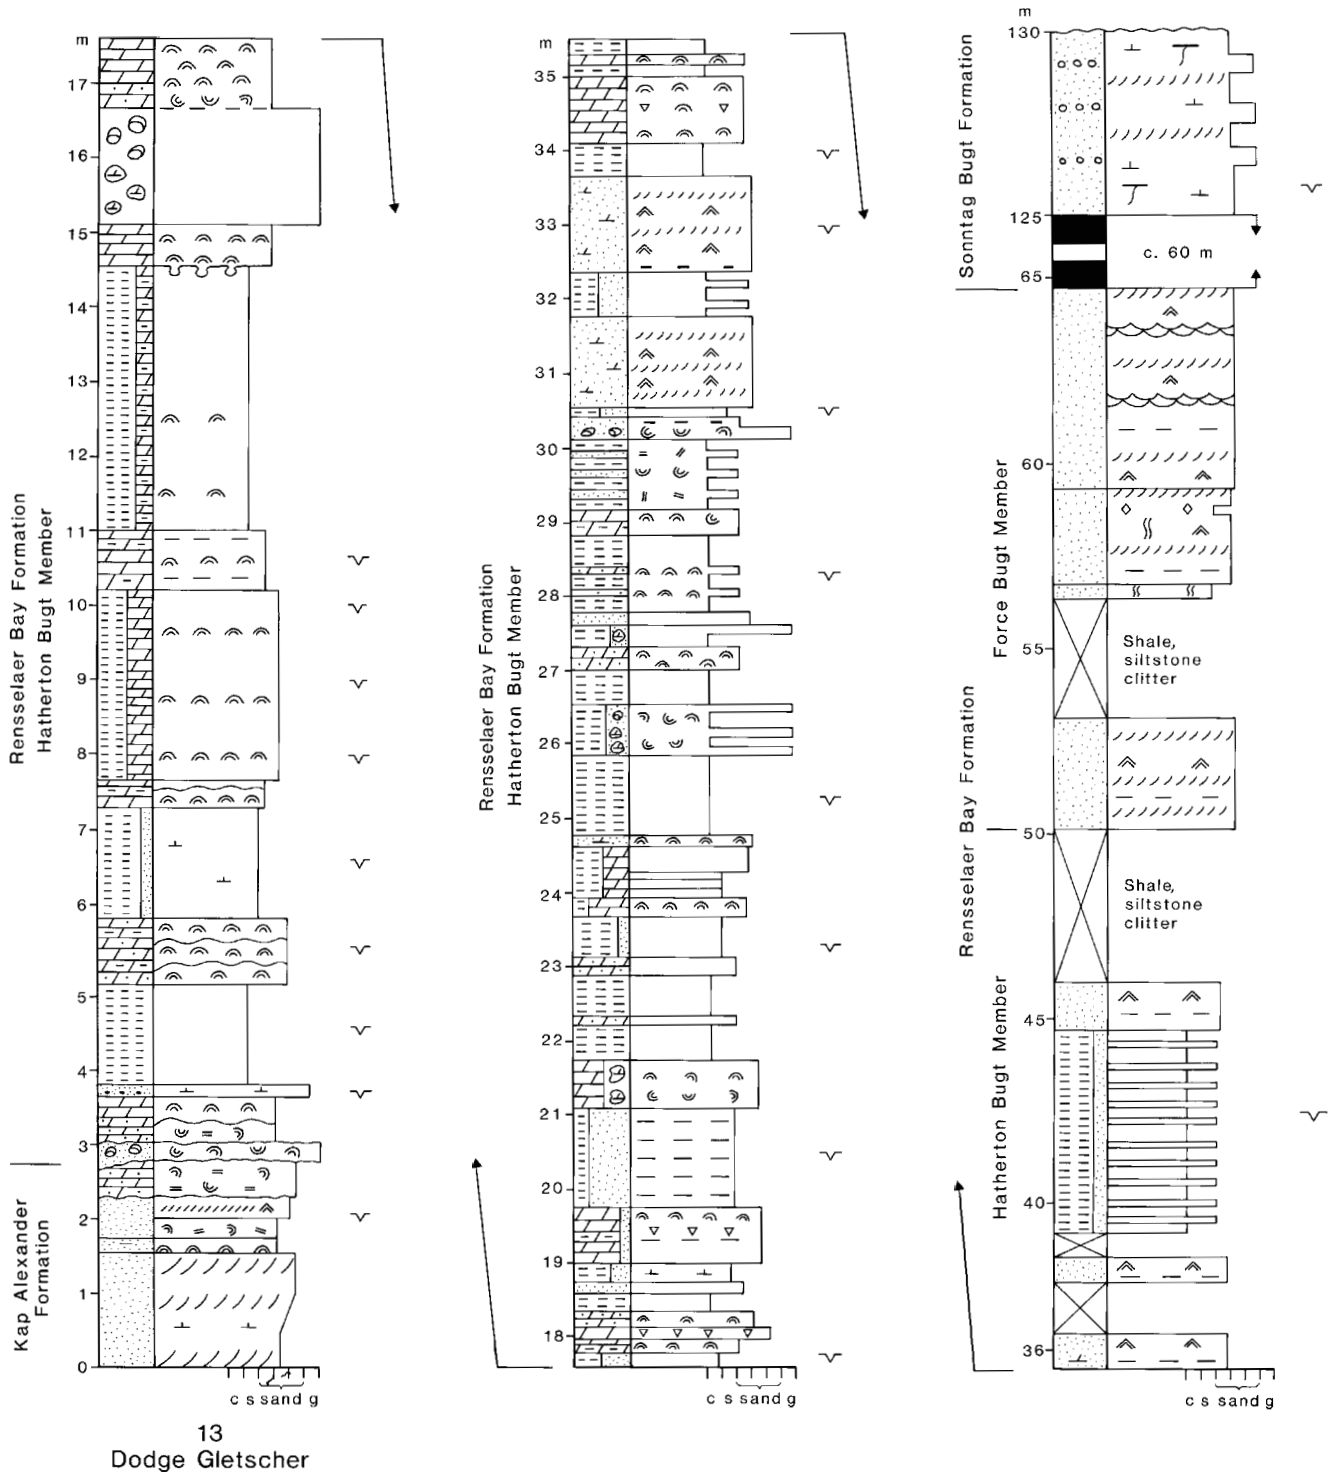 m
17
16
15
14
13
12
11
10
9
8
7
6
5
4
3
2
1
0
Rensselaer Bay Formation
Hatherton Bugt Member
Kap Alexander
Formation
c s sand g
13
Dodge Gletscher
m
35
34
33
32
31
30
29
28
27
26
25
24
23
22
21
20
19
18
Rensselaer Bay Formation
Hatherton Bugt Member
c s sand g
m
130
125
65
60
55
50
45
40
36
Sonntag Bugt Formation
Force Bugt Member
Rensselaer Bay Formation
Hatherton Bugt Member
c. 60 m
Shale,
siltstone
clitter
Shale,
siltstone
clitter
c s sand g